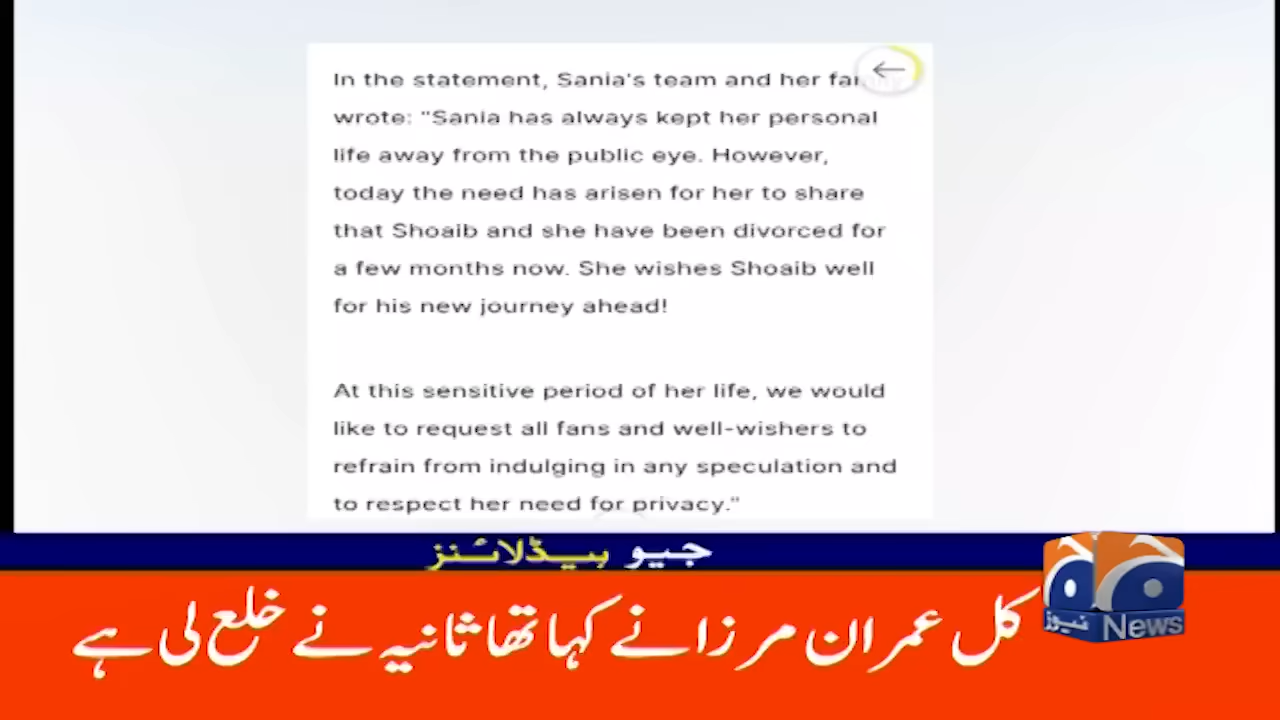 In the statement, Sania's team and her
wrote: "Sania has always kept her personal
life away from the public eye. However,
today the need has arisen for her to share
that Shoaib and she have been divorced for
a few months now. She wishes Shoaib well
for his new journey ahead!
At this sensitive period of her life, we would
like to request all fans and well-wishers to
refrain from indulging in any speculation and
to respect her need for privacy."
جیو ہیڈلائنز
کل عمران مرزا نے کہا تھا ثانیہ نے خلع لی ہے
نیوز News